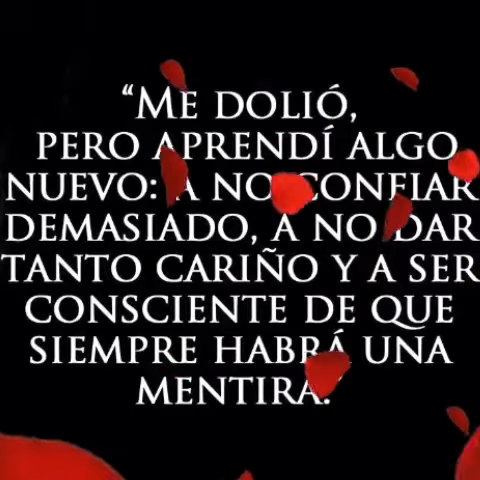 “Me dolió,
pero aprendí algo
nuevo: a no confiar
demasiado, a no dar
tanto cariño y a ser
consciente de que
siempre habrá una
mentira.”